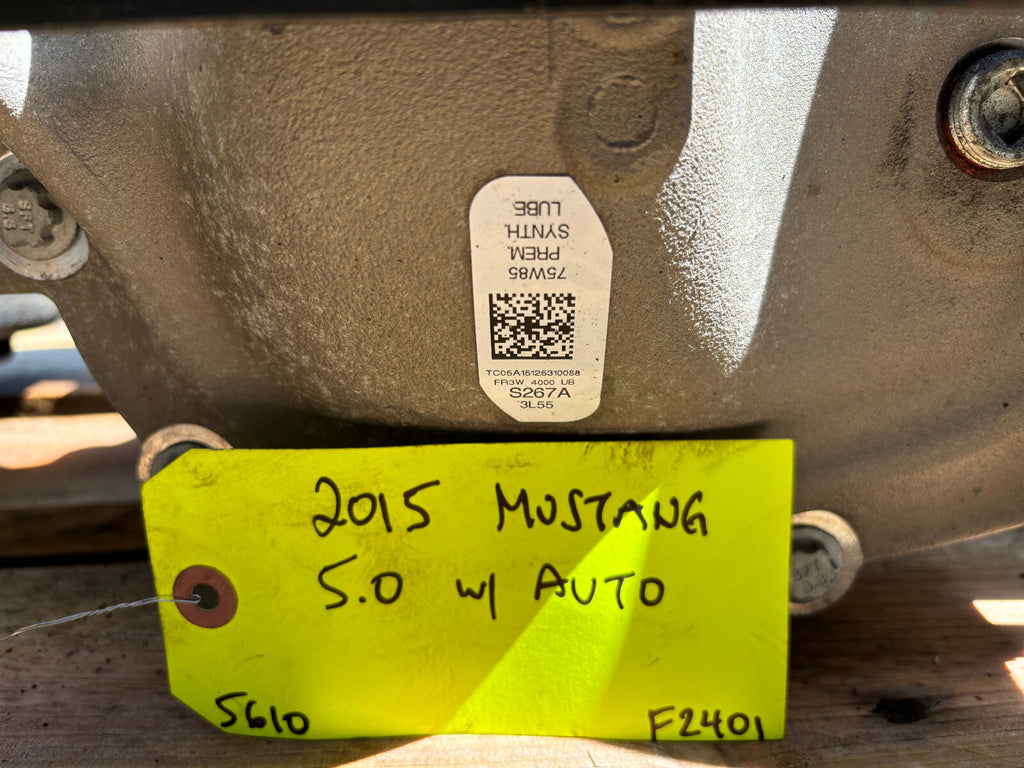 75W85
PREM.
SYNTH.
LUBE
TC05A15125310088
FR3W 4000 UB
S267A
3L55
2015 MUSTANG
5.0 w/ AUTO
5610
F2401